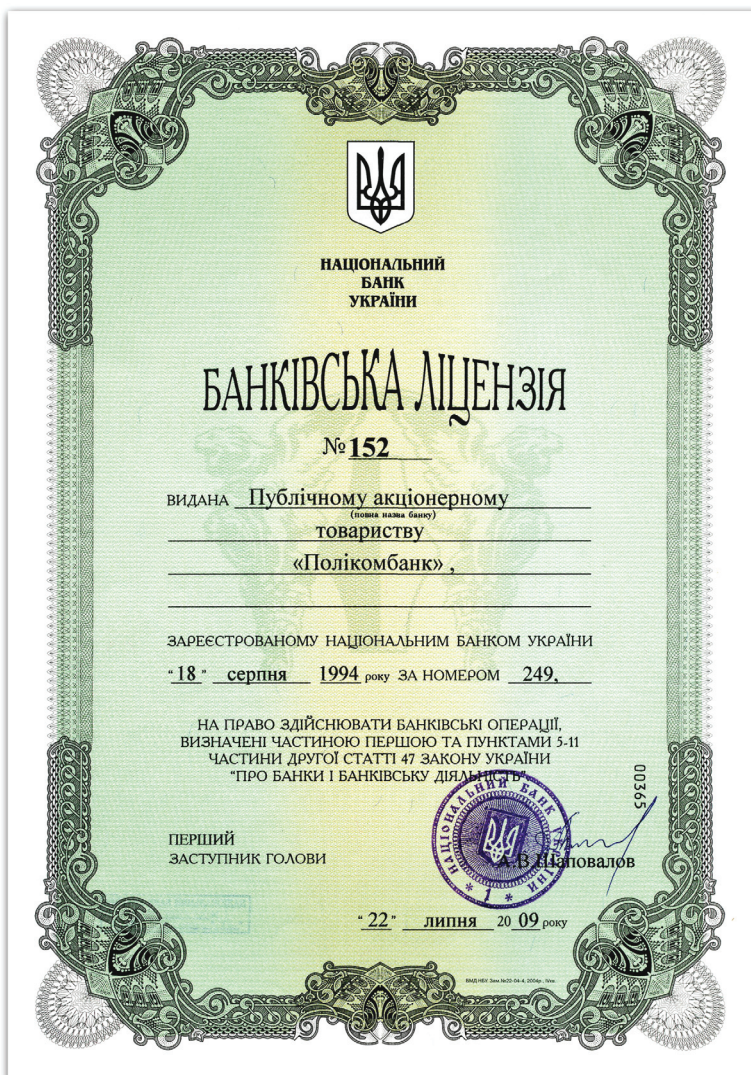 НАЦІОНАЛЬНИЙ
БАНК
УКРАЇНИ
БАНКІВСЬКА ЛІЦЕНЗІЯ
№ 152
ВИДАНА Публічному акціонерному
(повна назва банку)
товариству
«Полікомбанк» ,
ЗАРЕЄСТРОВАНОМУ НАЦІОНАЛЬНИМ БАНКОМ УКРАЇНИ
"18" серпня 1994 року ЗА НОМЕРОМ 249,
НА ПРАВО ЗДІЙСНЮВАТИ БАНКІВСЬКІ ОПЕРАЦІЇ,
ВИЗНАЧЕНІ ЧАСТИНОЮ ПЕРШОЮ ТА ПУНКТАМИ 5-11
ЧАСТИНИ ДРУГОЇ СТАТТІ 47 ЗАКОНУ УКРАЇНИ
"ПРО БАНКИ І БАНКІВСЬКУ ДІЯЛЬНІСТЬ"
00365
НАЦІОНАЛЬНИЙ БАНК УКРАЇНИ
* 1 *
ПЕРШИЙ
ЗАСТУПНИК ГОЛОВИ
А.В.Шаповалов
"22" липня 20 09 року